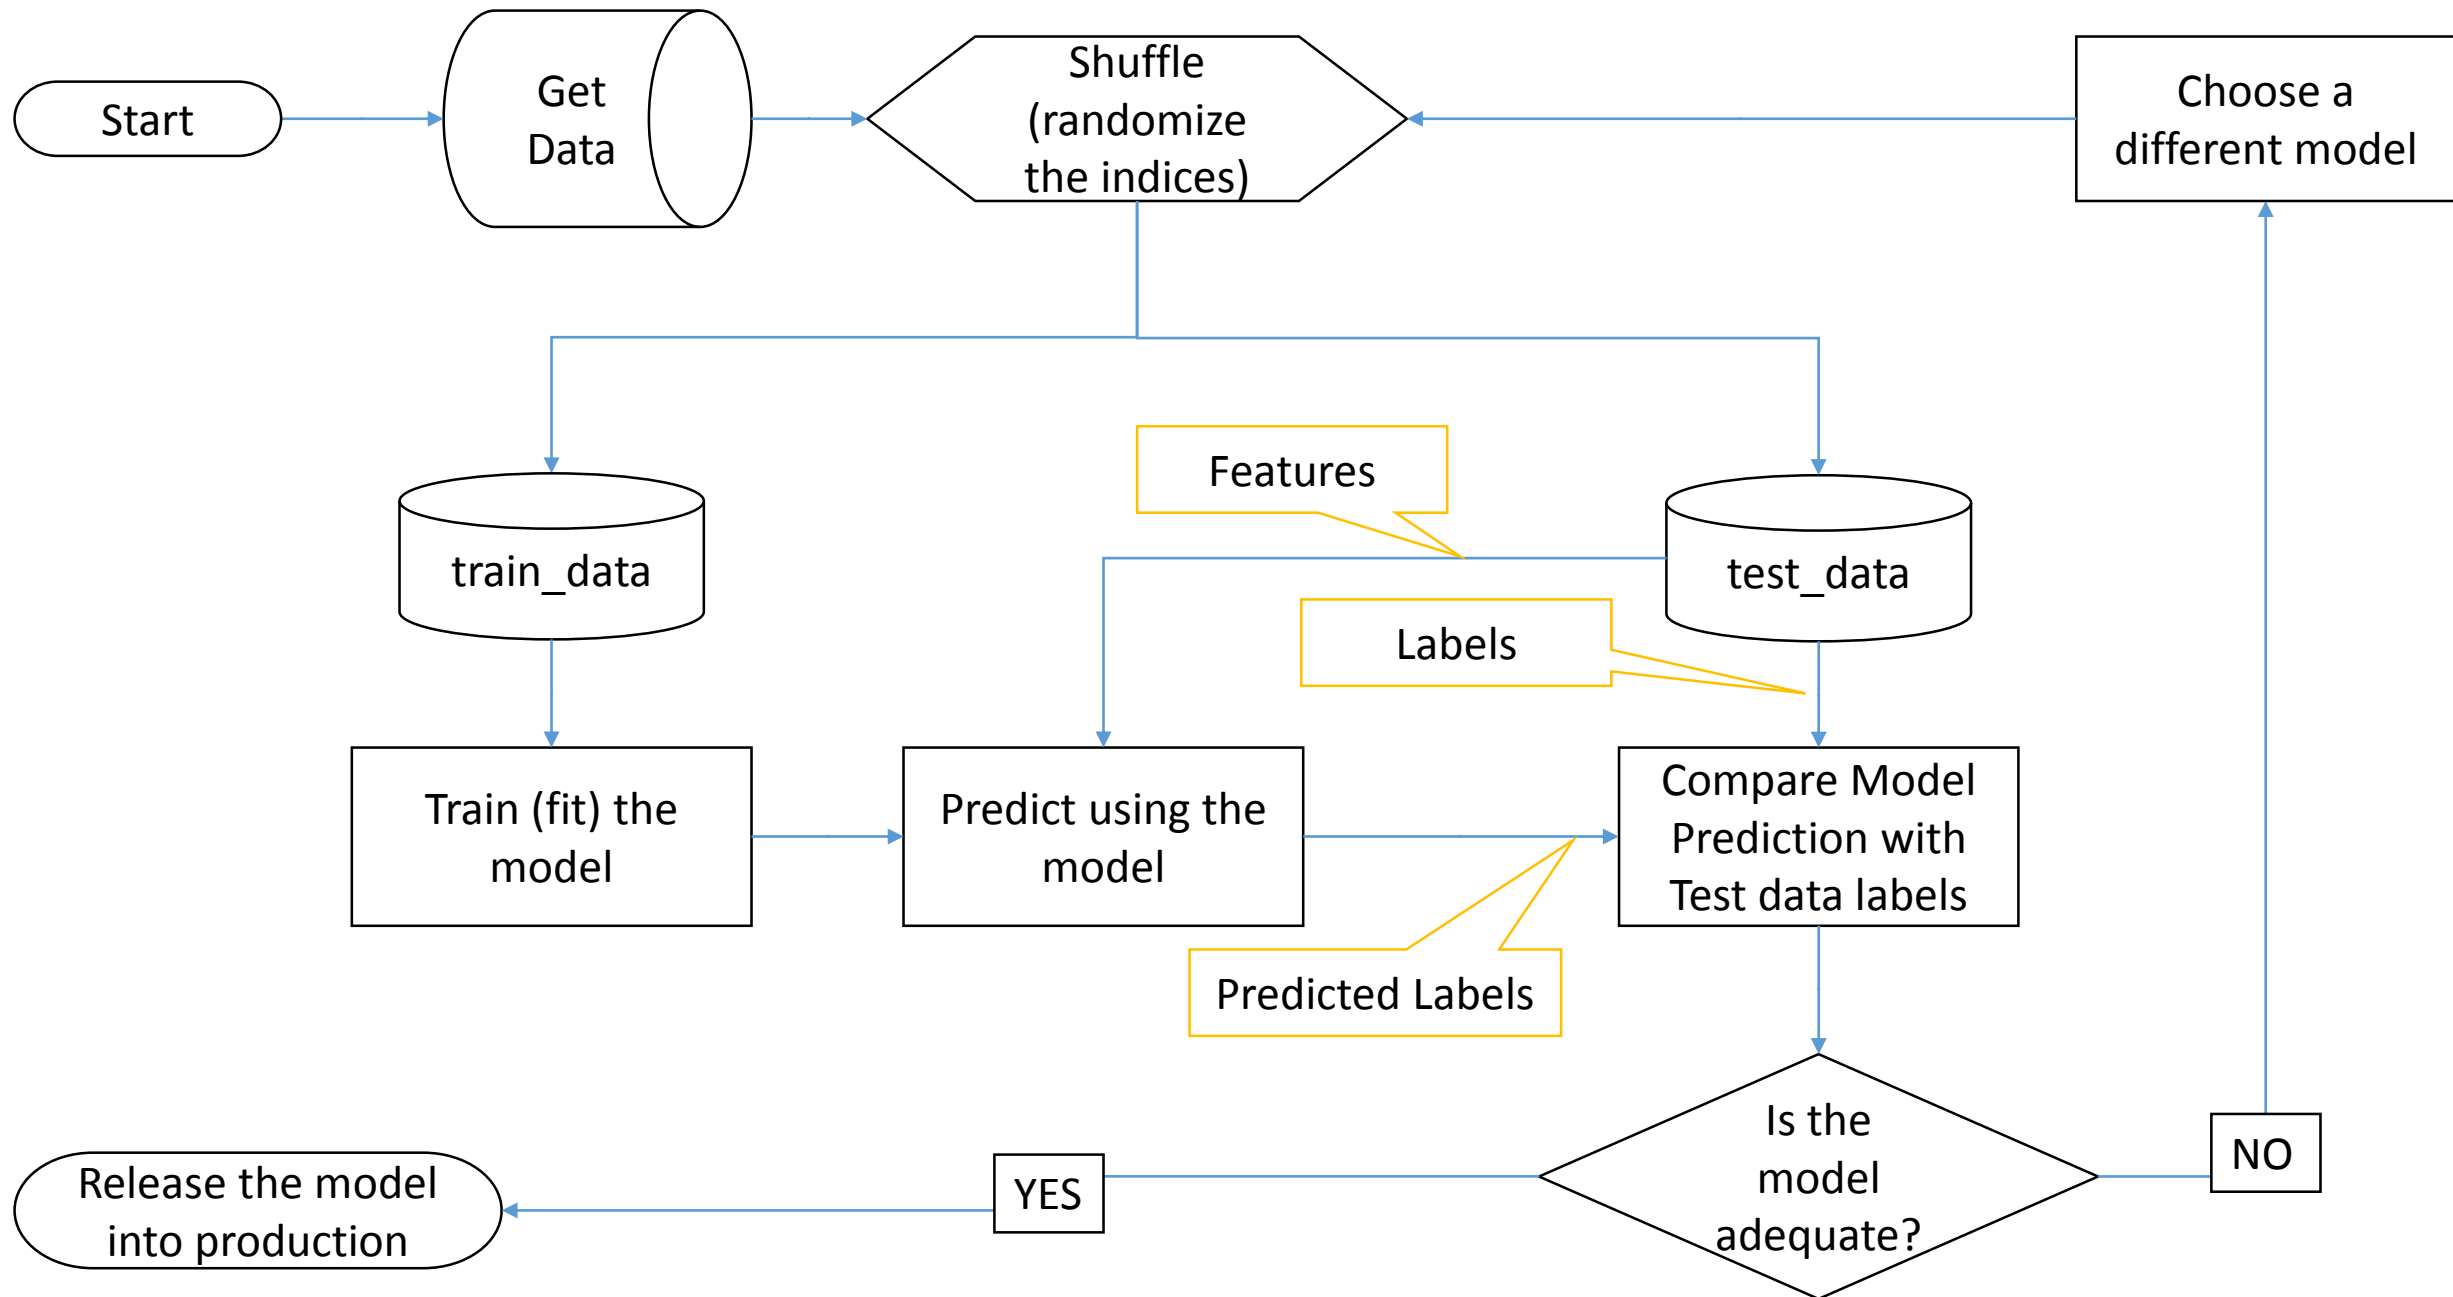 Start
Get
Data
Shuffle
(randomize
the indices)
Choose a
different model
Features
train_data
test_data
Labels
Train (fit) the
model
Predict using the
model
Compare Model
Prediction with
Test data labels
Predicted Labels
Is the
model
adequate?
NO
YES
Release the model
into production